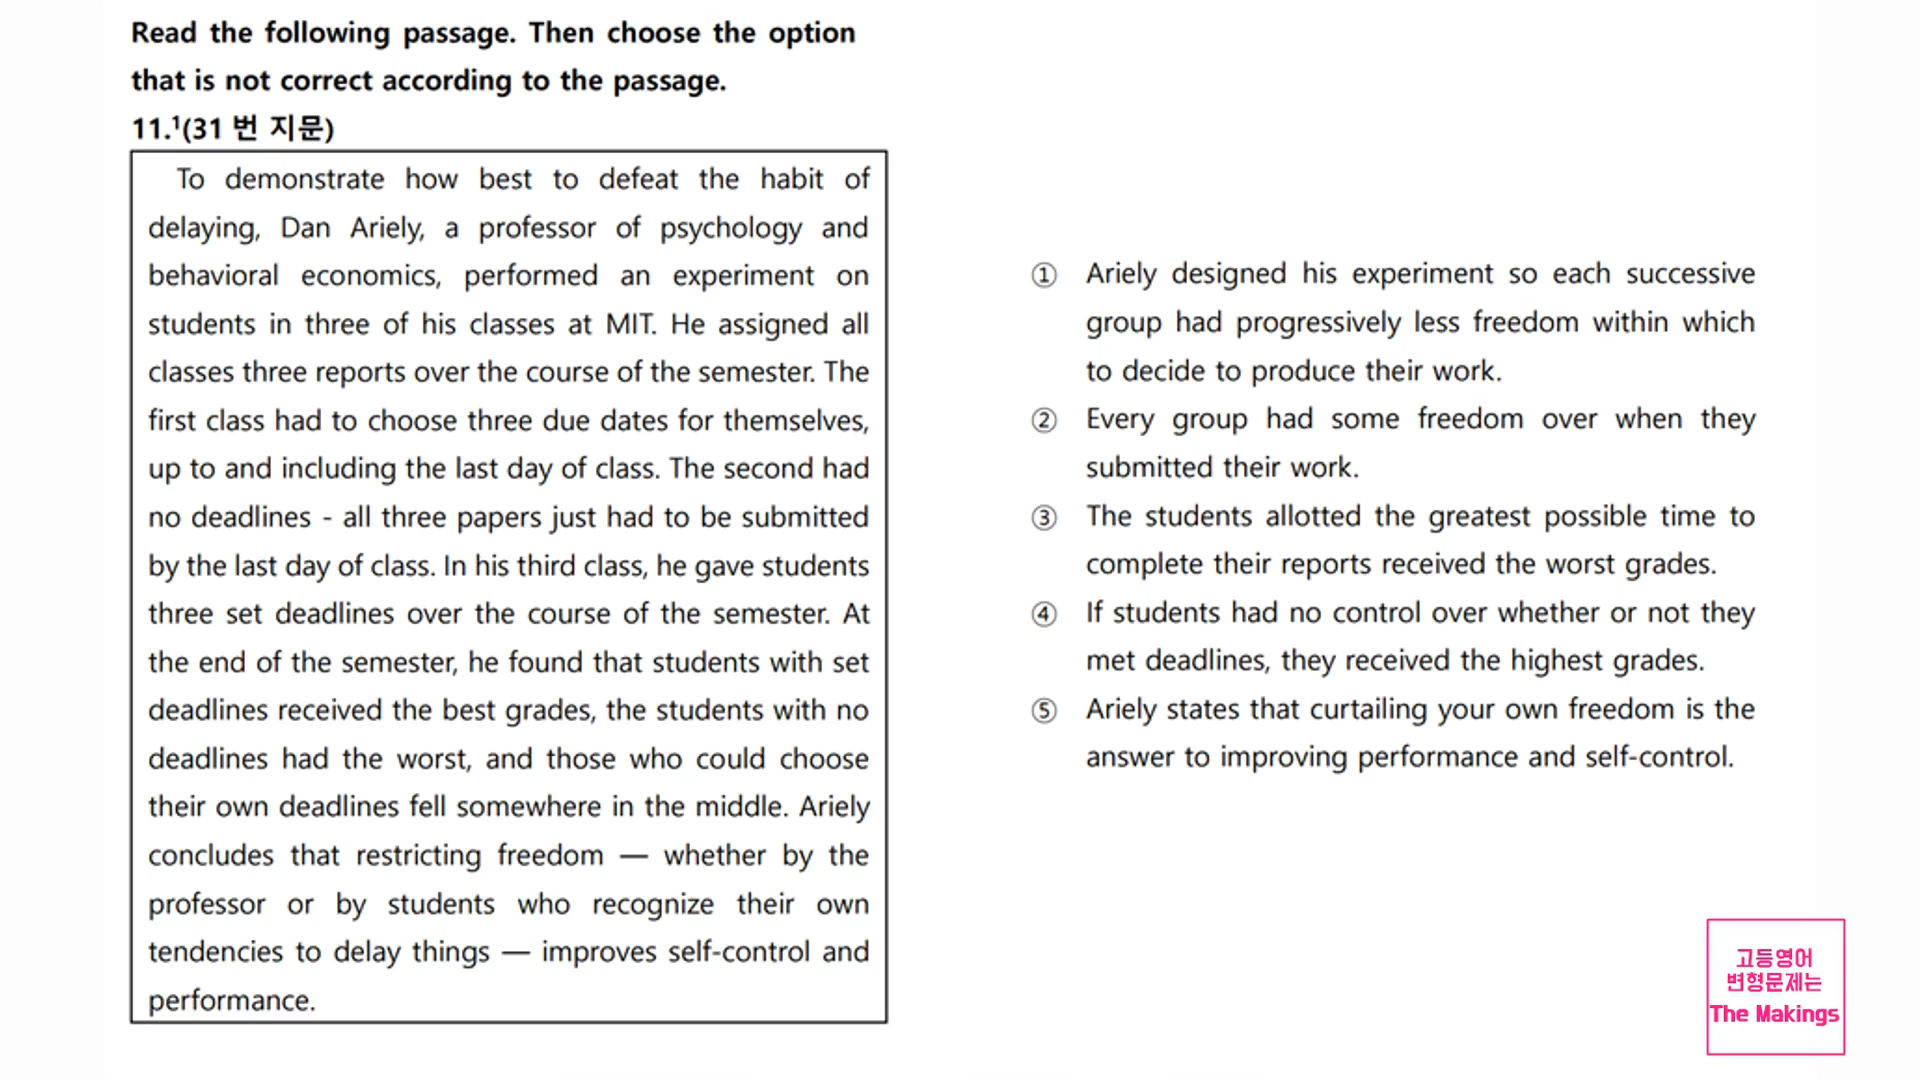 Read the following passage. Then choose the option
that is not correct according to the passage.
11.¹(31 번 지문)
To demonstrate how best to defeat the habit of
delaying, Dan Ariely, a professor of psychology and
behavioral economics, performed an experiment on
students in three of his classes at MIT. He assigned all
classes three reports over the course of the semester. The
first class had to choose three due dates for themselves,
up to and including the last day of class. The second had
no deadlines - all three papers just had to be submitted
by the last day of class. In his third class, he gave students
three set deadlines over the course of the semester. At
the end of the semester, he found that students with set
deadlines received the best grades, the students with no
deadlines had the worst, and those who could choose
their own deadlines fell somewhere in the middle. Ariely
concludes that restricting freedom — whether by the
professor or by students who recognize their own
tendencies to delay things — improves self-control and
performance.
① Ariely designed his experiment so each successive
group had progressively less freedom within which
to decide to produce their work.
② Every group had some freedom over when they
submitted their work.
③ The students allotted the greatest possible time to
complete their reports received the worst grades.
④ If students had no control over whether or not they
met deadlines, they received the highest grades.
⑤ Ariely states that curtailing your own freedom is the
answer to improving performance and self-control.
고등영어
변형문제는
The Makings